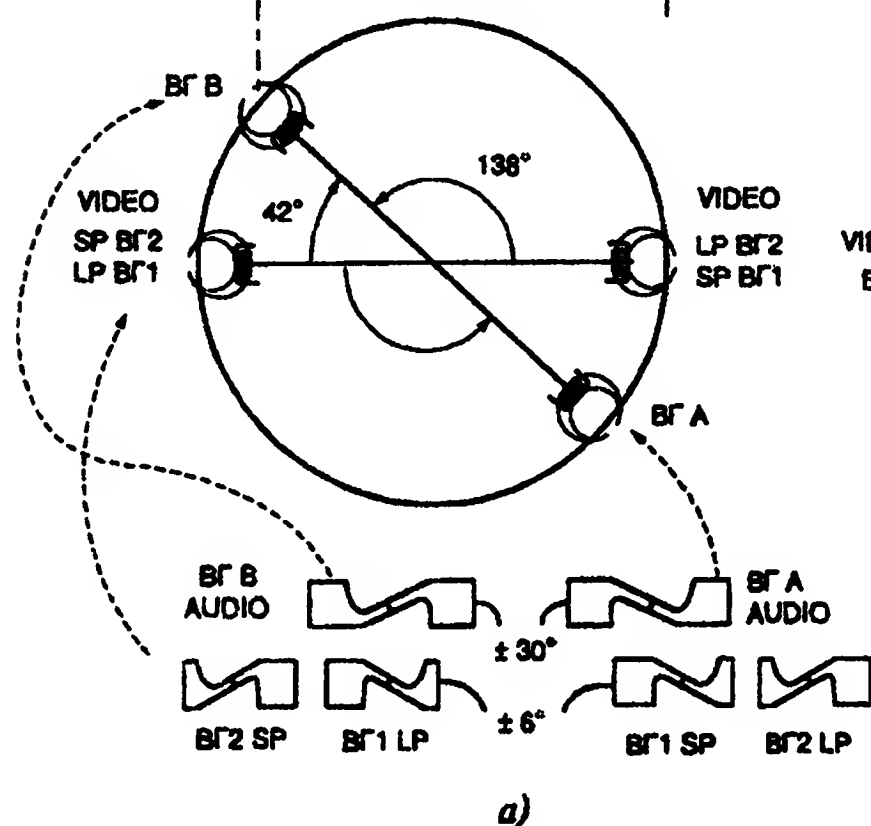 ВГ В
138°
42°
VIDEO
SP ВГ2
LP ВГ1
VIDEO
LP ВГ2
SP ВГ1
ВГ А
ВГ В
AUDIO
ВГ А
AUDIO
± 30°
± 6°
ВГ2 SP
ВГ1 LP
ВГ1 SP
ВГ2 LP
а)